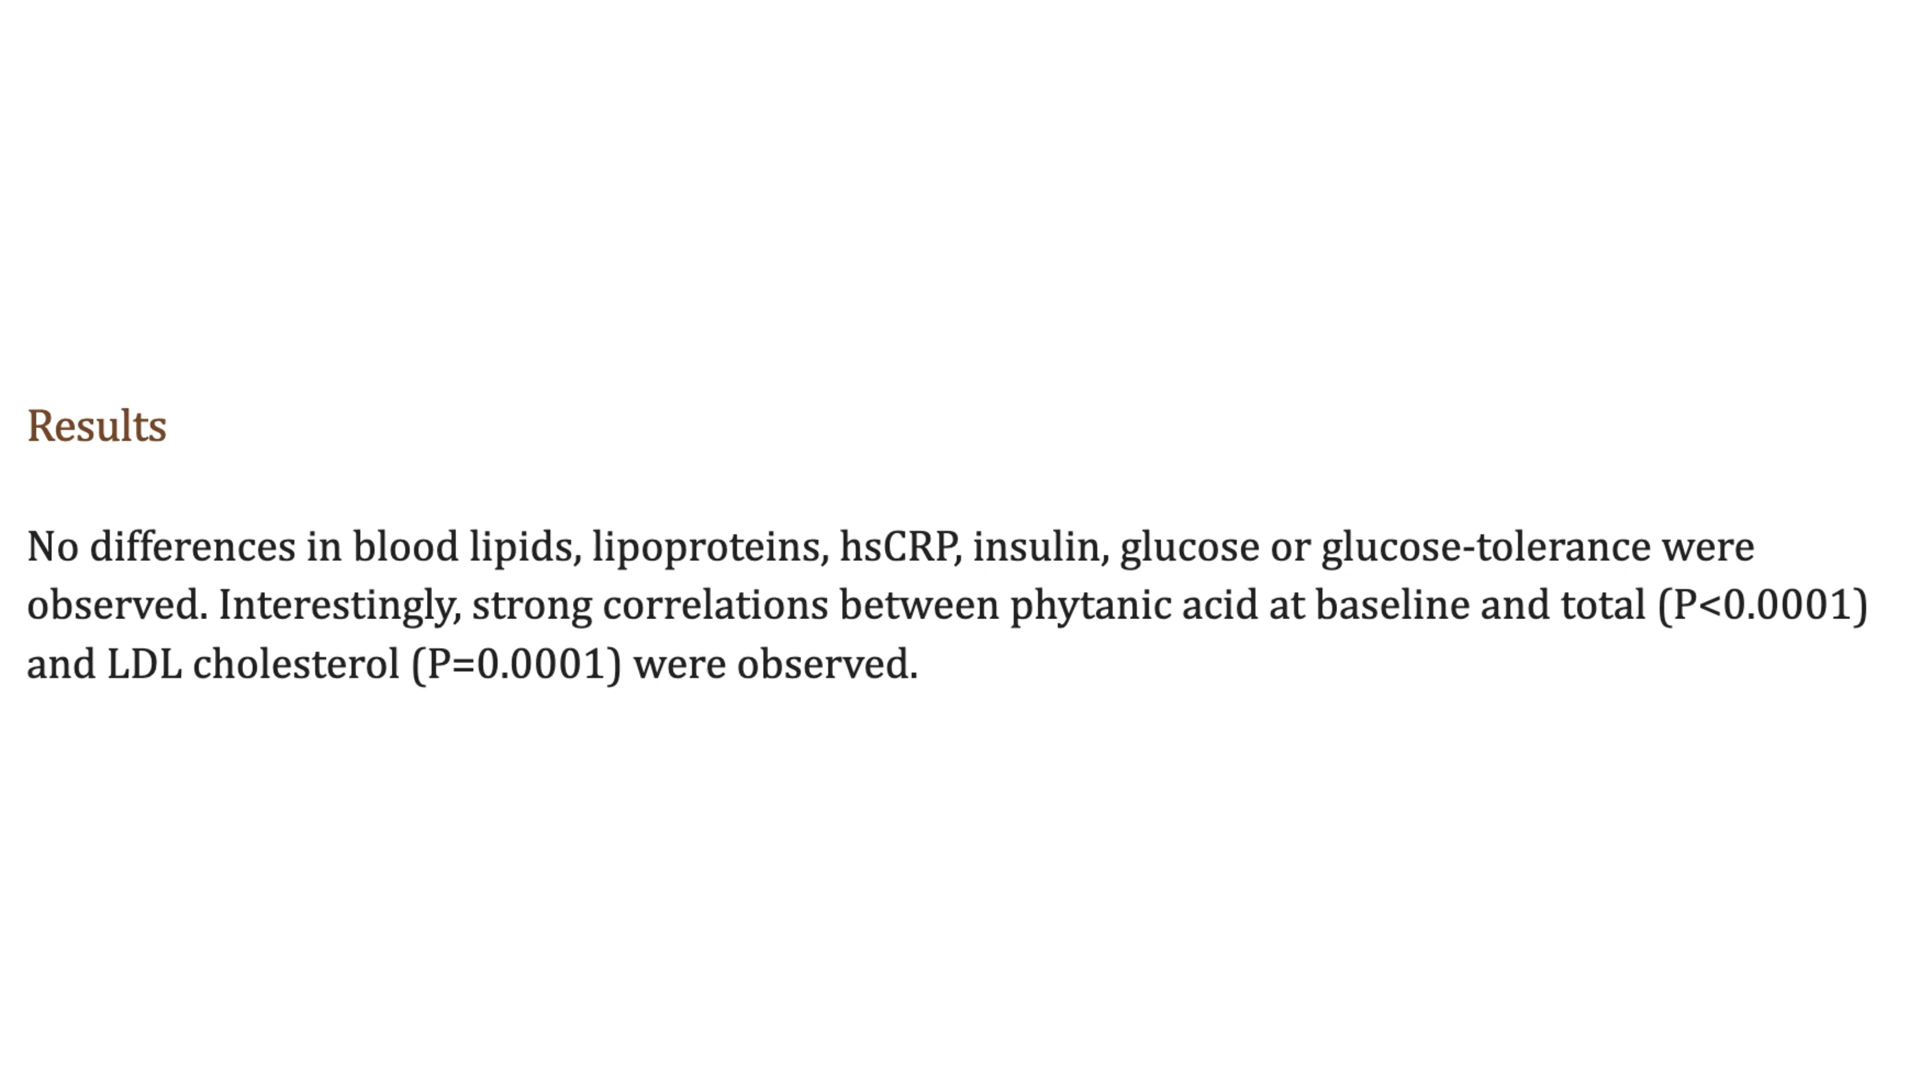 Results
No differences in blood lipids, lipoproteins, hsCRP, insulin, glucose or glucose-tolerance were
observed. Interestingly, strong correlations between phytanic acid at baseline and total (P<0.0001)
and LDL cholesterol (P=0.0001) were observed.